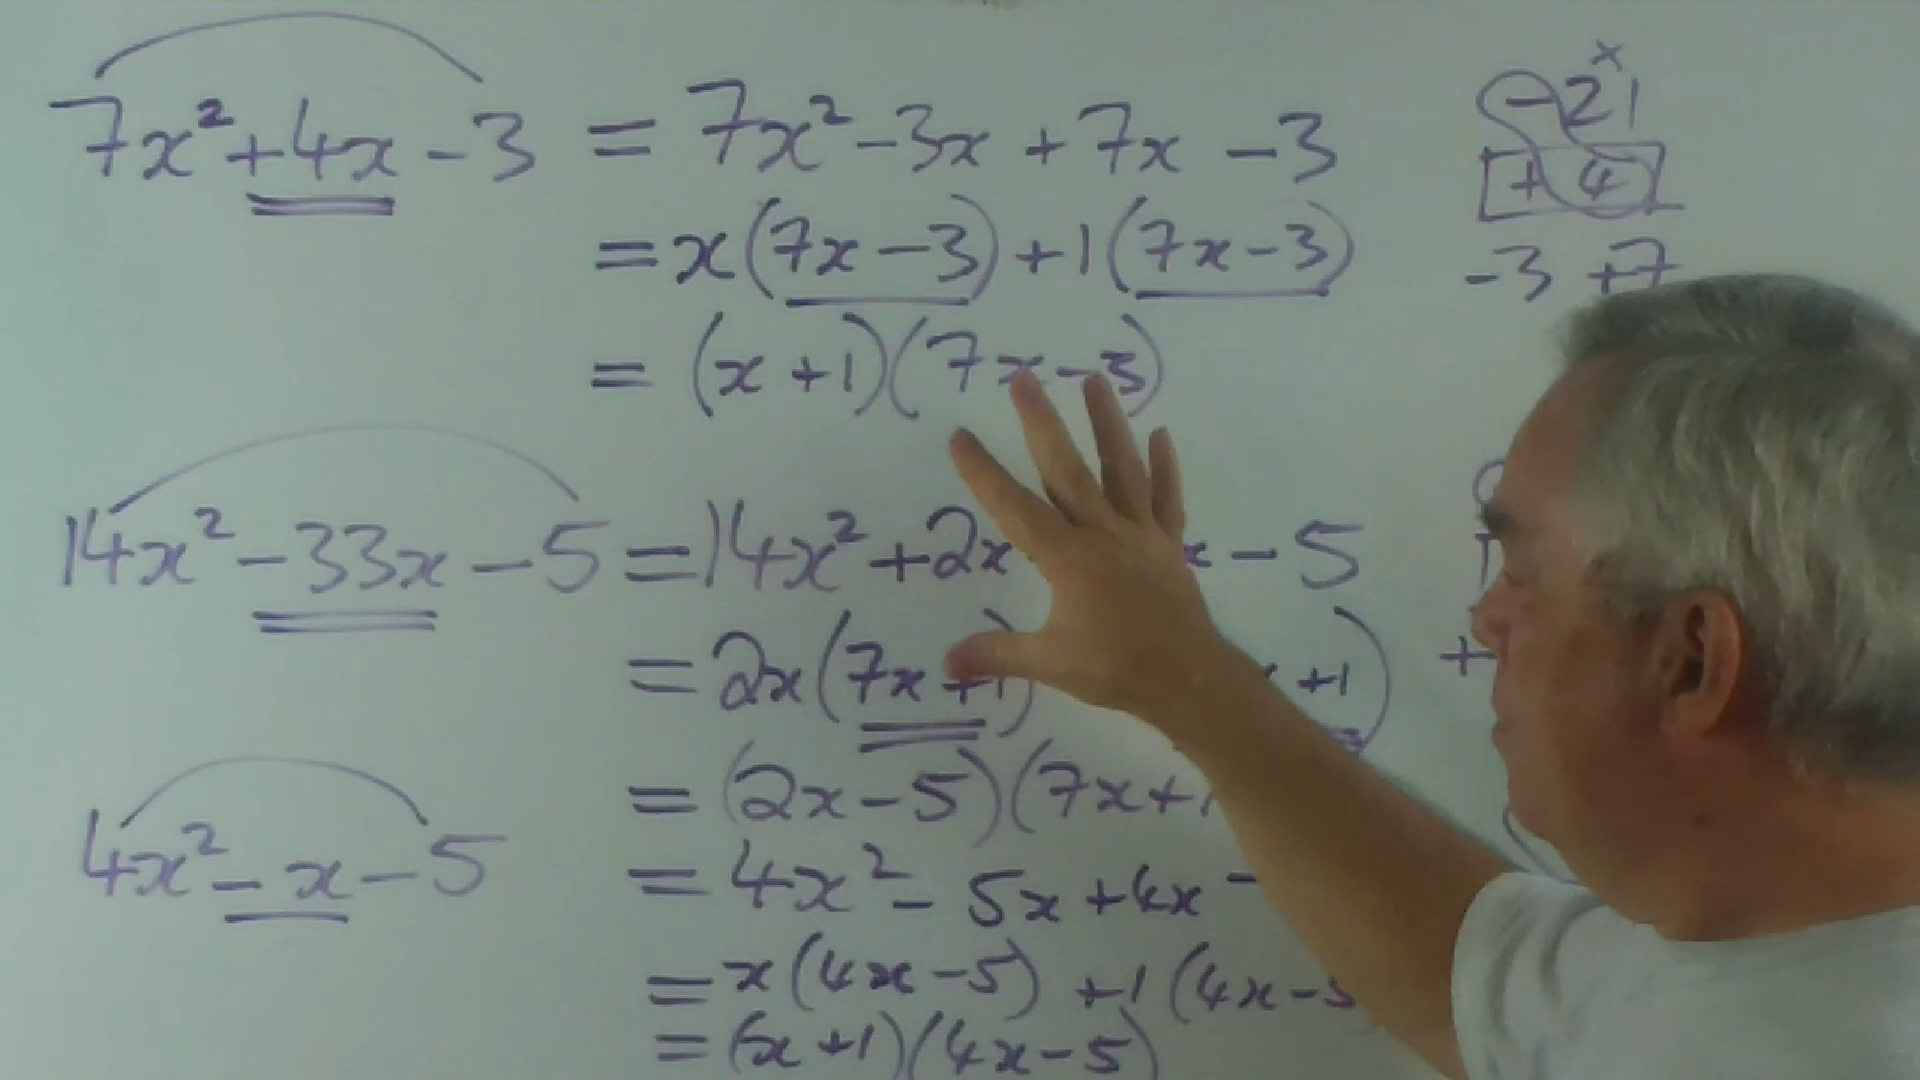 7x² +4x - 3 = 7x² - 3x + 7x - 3
= x(7x - 3) + 1(7x - 3)
= (x + 1)(7x - 3)
x
-21
+ 4
-3 +7
14x² - 33x - 5 = 14x² + 2x x - 5
= 2x(7x + 1) + 1)
= (2x - 5)(7x +
4x² - x - 5
= 4x² - 5x + 4x -
= x(4x - 5) + 1(4x - 5
= (x + 1)(4x - 5)
+